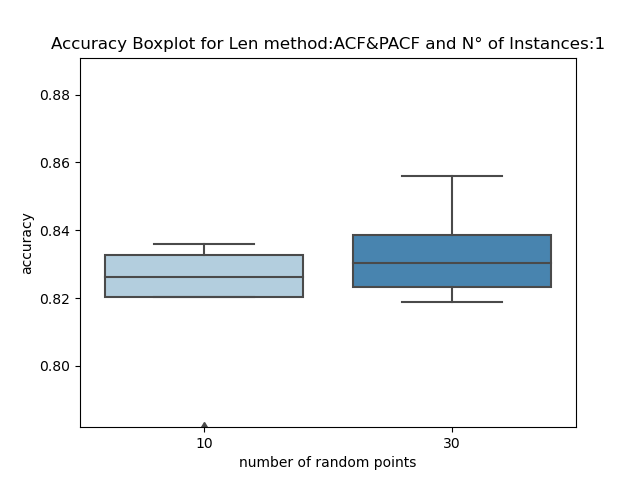 Accuracy Boxplot for Len method:ACF&PACF and N° of Instances:1
0.88
0.86
0.84
0.82
0.80
accuracy
10 30
number of random points